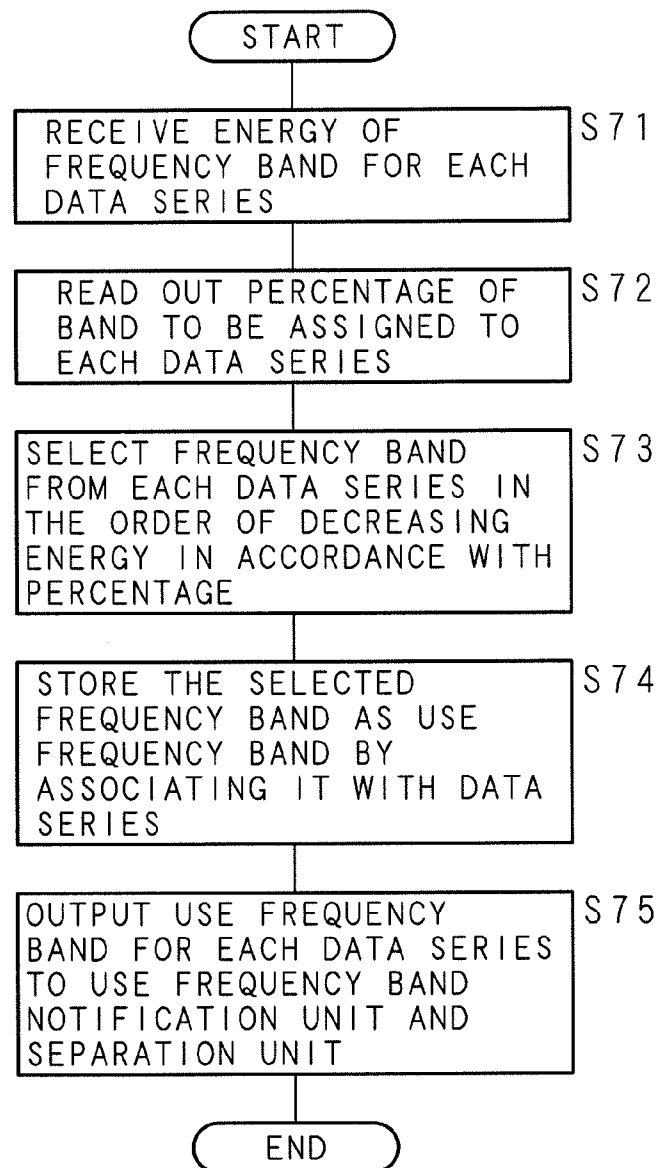 START
RECEIVE ENERGY OF
FREQUENCY BAND FOR EACH
DATA SERIES
S71
READ OUT PERCENTAGE OF
BAND TO BE ASSIGNED TO
EACH DATA SERIES
S72
SELECT FREQUENCY BAND
FROM EACH DATA SERIES IN
THE ORDER OF DECREASING
ENERGY IN ACCORDANCE WITH
PERCENTAGE
S73
STORE THE SELECTED
FREQUENCY BAND AS USE
FREQUENCY BAND BY
ASSOCIATING IT WITH DATA
SERIES
S74
OUTPUT USE FREQUENCY
BAND FOR EACH DATA SERIES
TO USE FREQUENCY BAND
NOTIFICATION UNIT AND
SEPARATION UNIT
S75
END